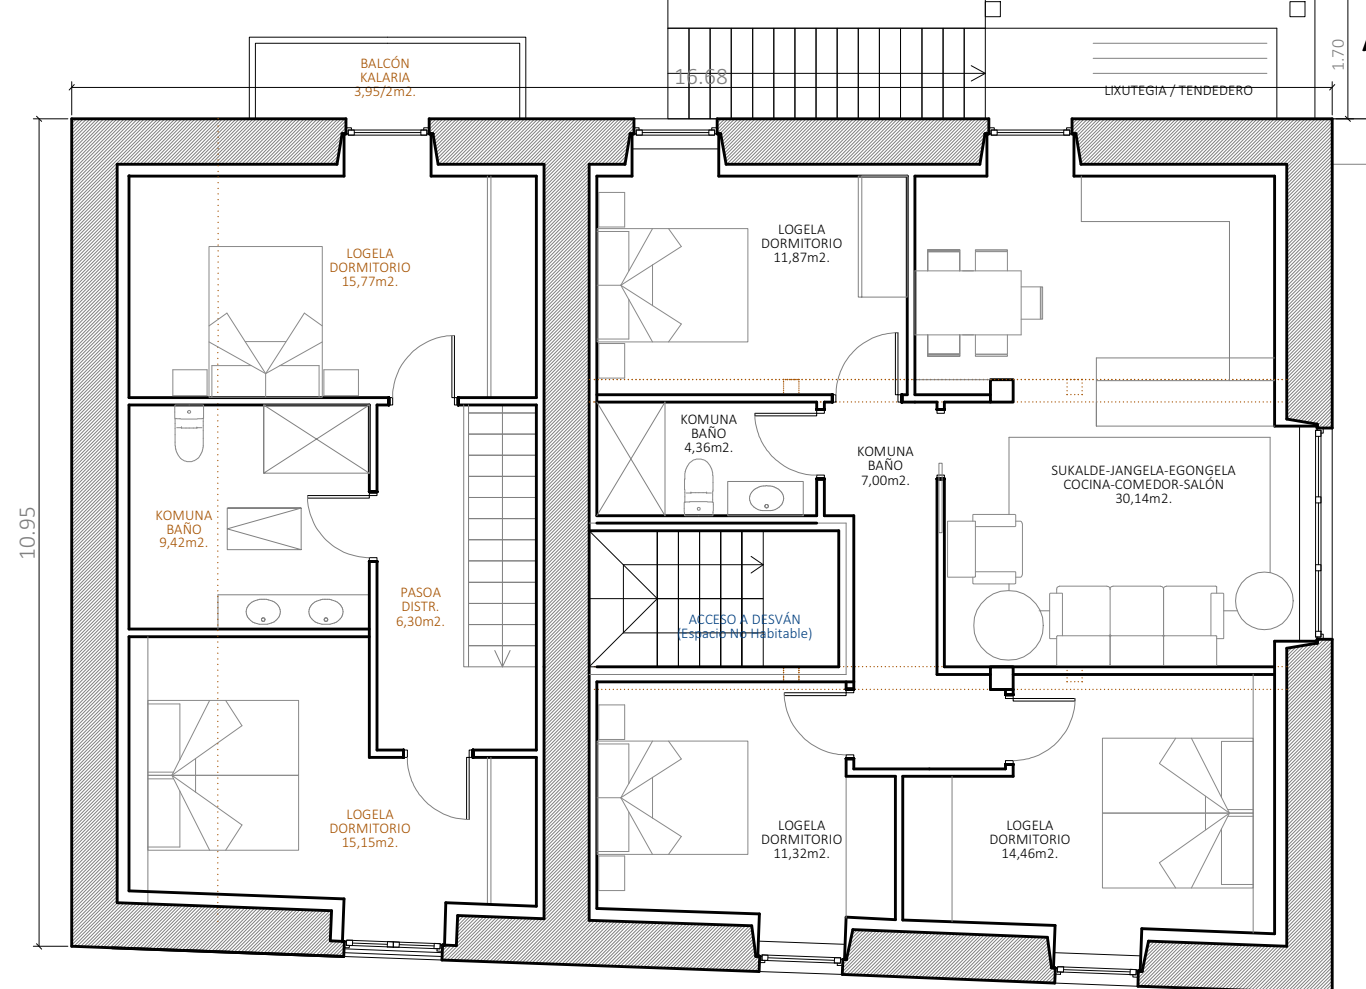 BALCÓN
KALARIA
3,95/2m2.
16.68
1.70
LIXUTEGIA / TENDEDERO
10.95
LOGELA
DORMITORIO
15,77m2.
LOGELA
DORMITORIO
11,87m2.
KOMUNA
BAÑO
4,36m2.
KOMUNA
BAÑO
7,00m2.
SUKALDE-JANGELA-EGONGELA
COCINA-COMEDOR-SALÓN
30,14m2.
KOMUNA
BAÑO
9,42m2.
PASOA
DISTR.
6,30m2.
ACCESO A DESVÁN
(Espacio No Habitable)
LOGELA
DORMITORIO
15,15m2.
LOGELA
DORMITORIO
11,32m2.
LOGELA
DORMITORIO
14,46m2.